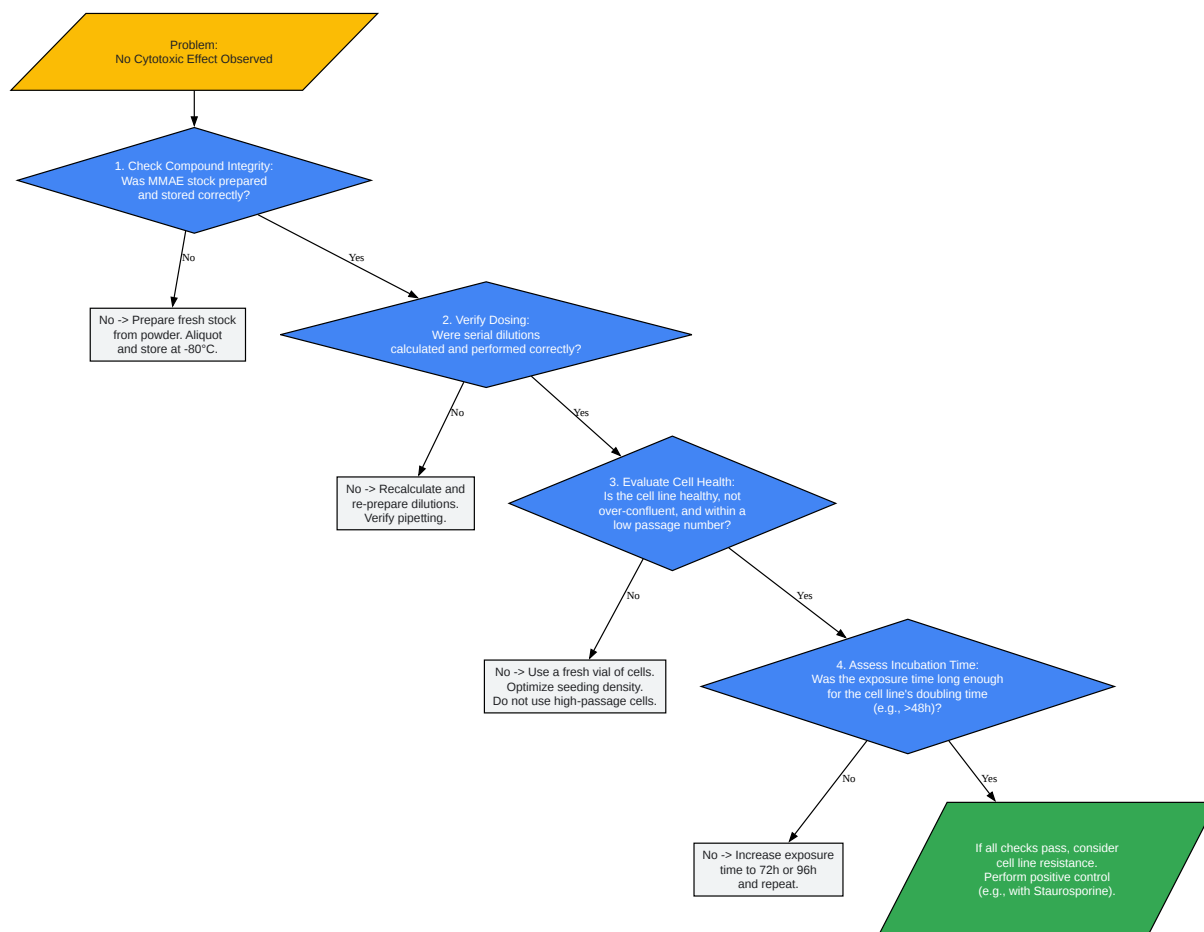 Problem:
No Cytotoxic Effect Observed
1. Check Compound Integrity:
Was MMAE stock prepared
and stored correctly?
No
Yes
No -> Prepare fresh stock
from powder. Aliquot
and store at -80°C.
2. Verify Dosing:
Were serial dilutions
calculated and performed correctly?
No
Yes
No -> Recalculate and
re-prepare dilutions.
Verify pipetting.
3. Evaluate Cell Health:
Is the cell line healthy, not
over-confluent, and within a
low passage number?
No
Yes
No -> Use a fresh vial of cells.
Optimize seeding density.
Do not use high-passage cells.
4. Assess Incubation Time:
Was the exposure time long enough
for the cell line's doubling time
(e.g., >48h)?
No
Yes
No -> Increase exposure
time to 72h or 96h
and repeat.
If all checks pass, consider
cell line resistance.
Perform positive control
(e.g., with Staurosporine).